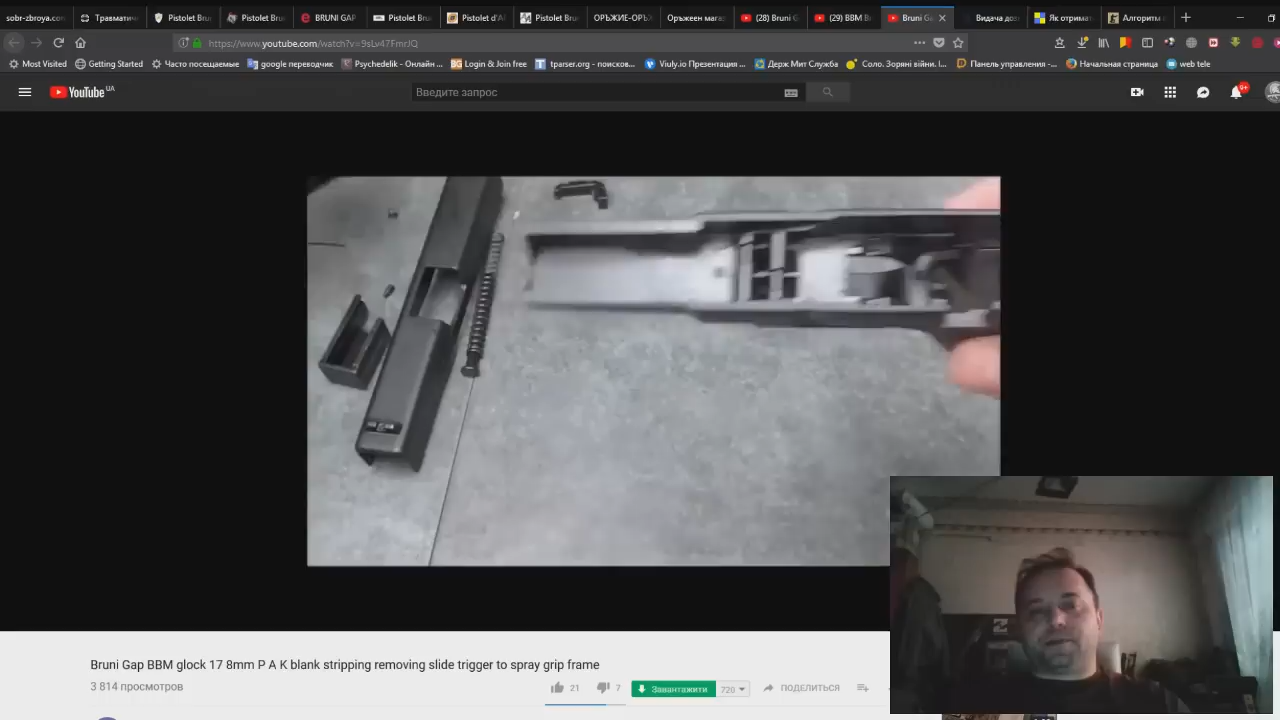 sobr-zbroya.com
Травматич
Pistolet Bru
Pistolet Bru
BRUNI GAP
Pistolet Bru
Pistolet d'Al
Pistolet Bru
ОРЪЖИЕ-ОРЪЖ
Оръжеен мага
(28) Bruni G
(29) BBM Br
Bruni Ga
Видача доз
Як отримат
Алгоритм
https://www.youtube.com/watch?v=9sLv47FmrJQ
Most Visited
Getting Started
Часто посещаемые
google переводчик
Psychedelik - Онлайн ...
Login & Join free
tparser.org - поисков...
Viuly.io Презентация ...
Держ Мит Служба
Соло. Зоряні війни. І...
Панель управления -...
Начальная страница
web tele
YouTube UA
Введите запрос
9+
Bruni Gap BBM glock 17 8mm P A K blank stripping removing slide trigger to spray grip frame
3 814 просмотров
21
7
Завантажити
720
ПОДЕЛИТЬСЯ